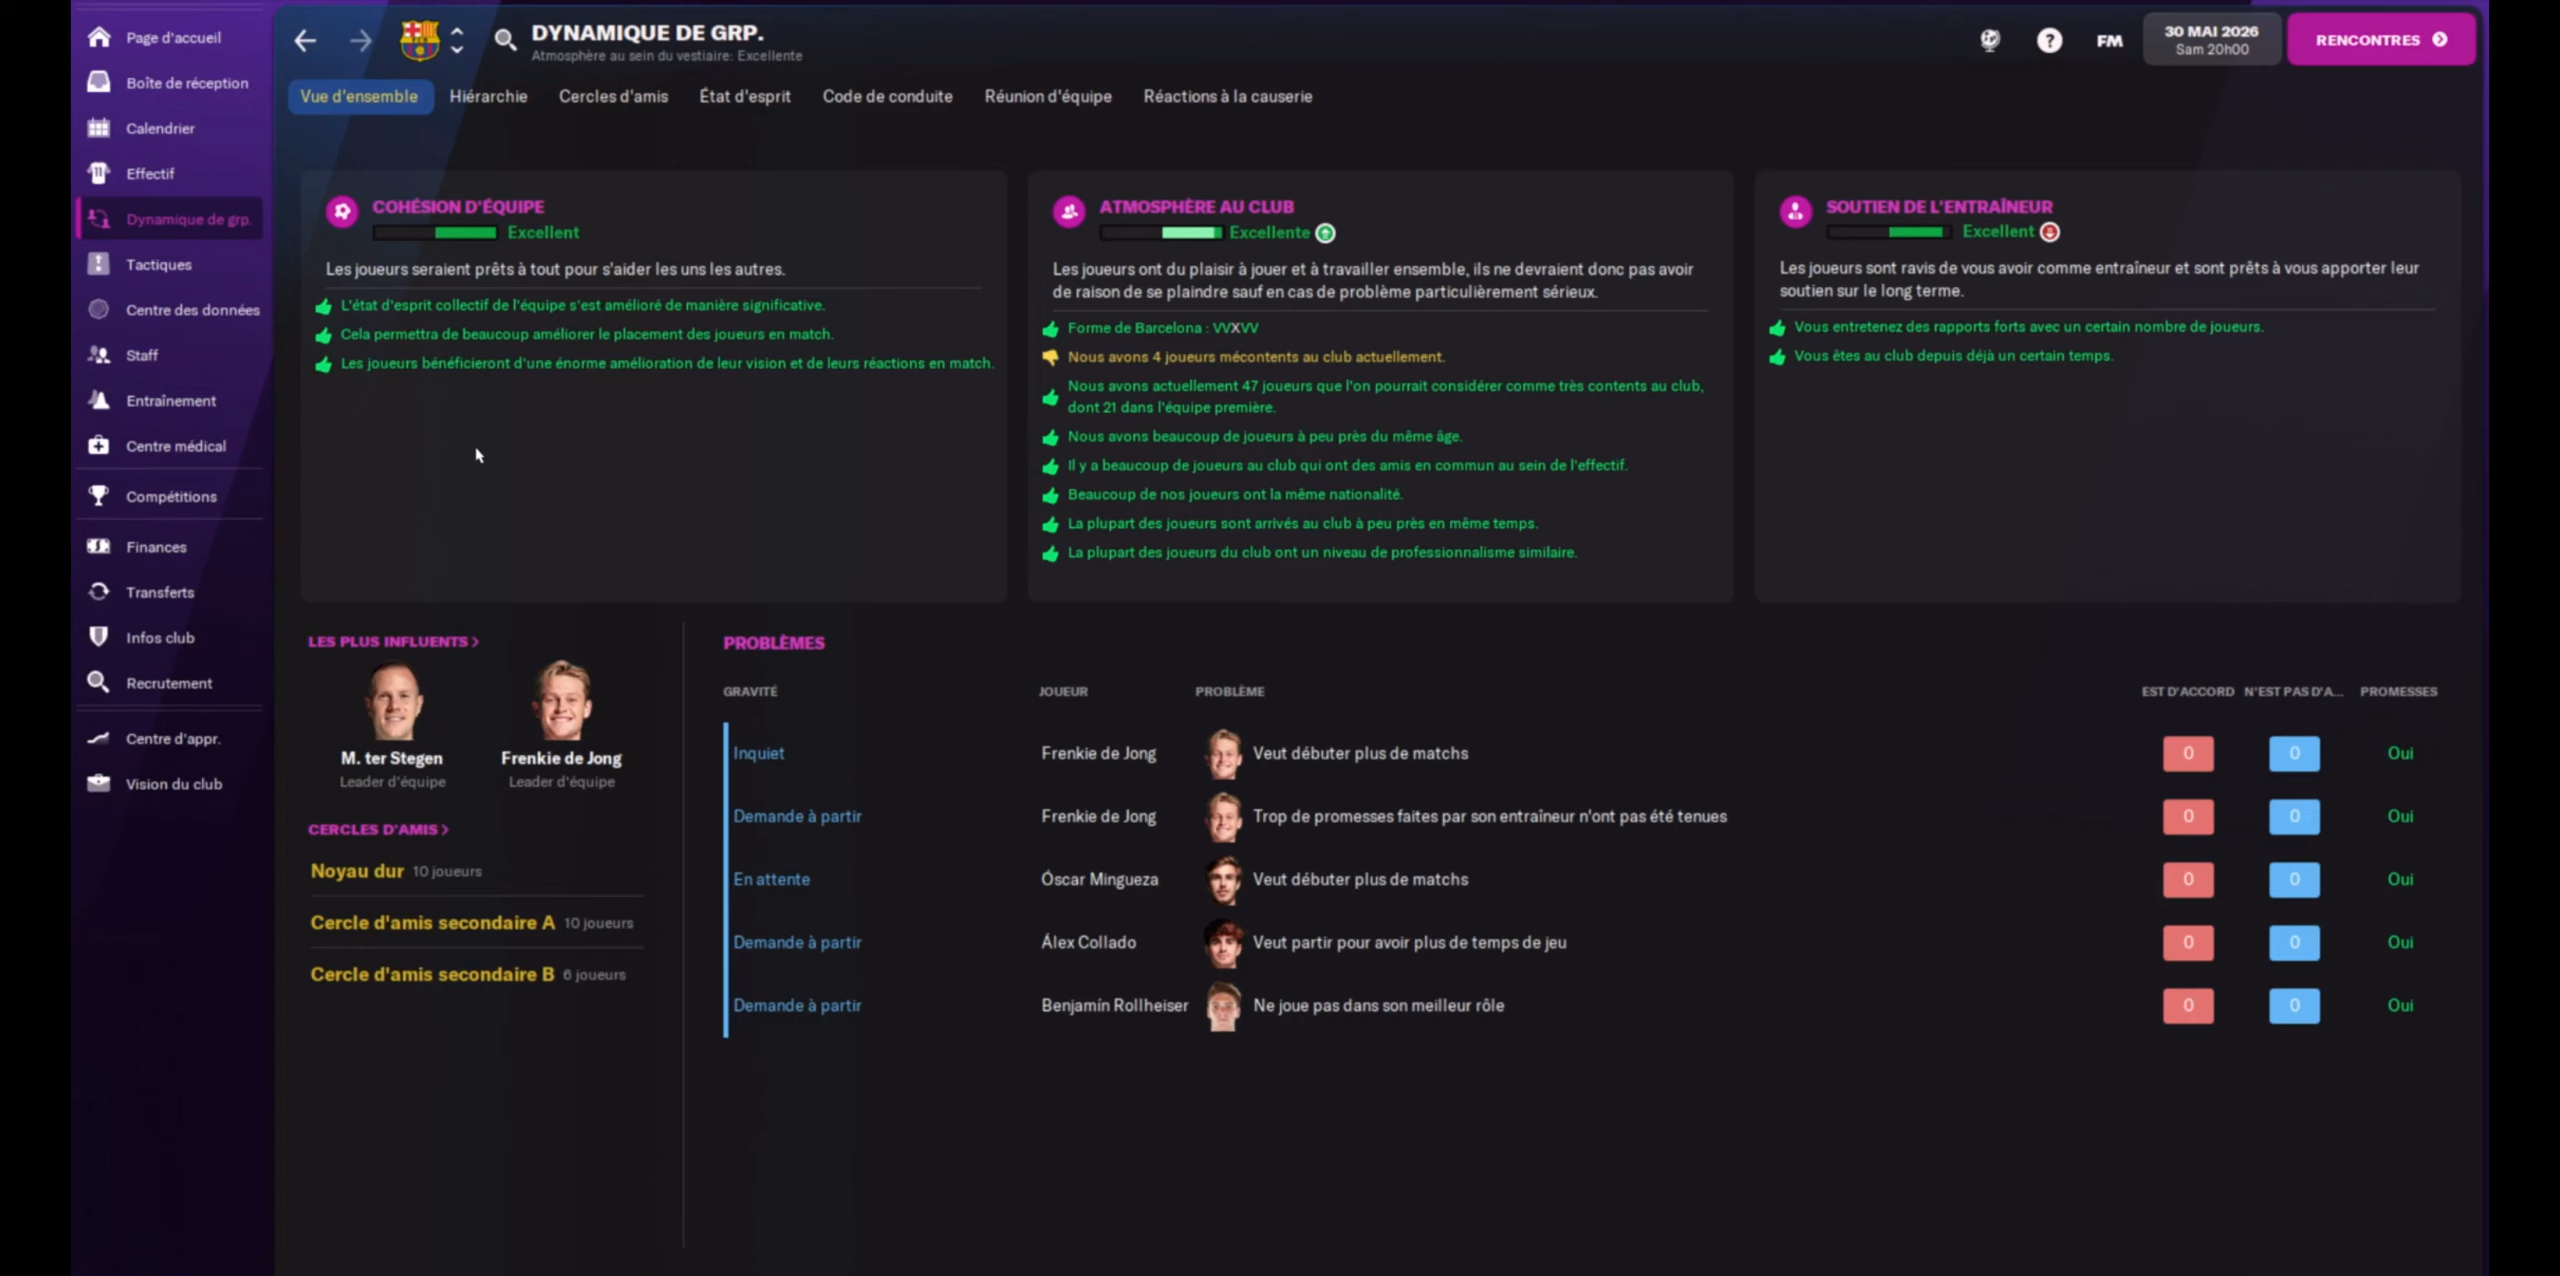 Page d'accueil
Boîte de réception
Calendrier
Effectif
Dynamique de grp.
Tactiques
Centre des données
Staff
Entraînement
Centre médical
Compétitions
Finances
Transferts
Infos club
Recrutement
Centre d'appr.
Vision du club
DYNAMIQUE DE GRP.
Atmosphère au sein du vestiaire: Excellente
?
FM
30 MAI 2026
Sam 20h00
RENCONTRES
Vue d'ensemble Hiérarchie Cercles d'amis État d'esprit Code de conduite Réunion d'équipe Réactions à la causerie
COHÉSION D'ÉQUIPE
Excellent
Les joueurs seraient prêts à tout pour s'aider les uns les autres.
L'état d'esprit collectif de l'équipe s'est amélioré de manière significative.
Cela permettra de beaucoup améliorer le placement des joueurs en match.
Les joueurs bénéficieront d'une énorme amélioration de leur vision et de leurs réactions en match.
ATMOSPHÈRE AU CLUB
Excellente
Les joueurs ont du plaisir à jouer et à travailler ensemble, ils ne devraient donc pas avoir
de raison de se plaindre sauf en cas de problème particulièrement sérieux.
Forme de Barcelona : VVXVV
Nous avons 4 joueurs mécontents au club actuellement.
Nous avons actuellement 47 joueurs que l'on pourrait considérer comme très contents au club,
dont 21 dans l'équipe première.
Nous avons beaucoup de joueurs à peu près du même âge.
Il y a beaucoup de joueurs au club qui ont des amis en commun au sein de l'effectif.
Beaucoup de nos joueurs ont la même nationalité.
La plupart des joueurs sont arrivés au club à peu près en même temps.
La plupart des joueurs du club ont un niveau de professionnalisme similaire.
SOUTIEN DE L'ENTRAÎNEUR
Excellent
Les joueurs sont ravis de vous avoir comme entraîneur et sont prêts à vous apporter leur
soutien sur le long terme.
Vous entretenez des rapports forts avec un certain nombre de joueurs.
Vous êtes au club depuis déjà un certain temps.
LES PLUS INFLUENTS >
M. ter Stegen
Leader d'équipe
Frenkie de Jong
Leader d'équipe
CERCLES D'AMIS >
Noyau dur 10 joueurs
Cercle d'amis secondaire A 10 joueurs
Cercle d'amis secondaire B 6 joueurs
PROBLÈMES
GRAVITÉ JOUEUR PROBLÈME EST D'ACCORD N'EST PAS D'A... PROMESSES
Inquiet Frenkie de Jong Veut débuter plus de matchs 0 0 Oui
Demande à partir Frenkie de Jong Trop de promesses faites par son entraîneur n'ont pas été tenues 0 0 Oui
En attente Óscar Mingueza Veut débuter plus de matchs 0 0 Oui
Demande à partir Álex Collado Veut partir pour avoir plus de temps de jeu 0 0 Oui
Demande à partir Benjamín Rollheiser Ne joue pas dans son meilleur rôle 0 0 Oui